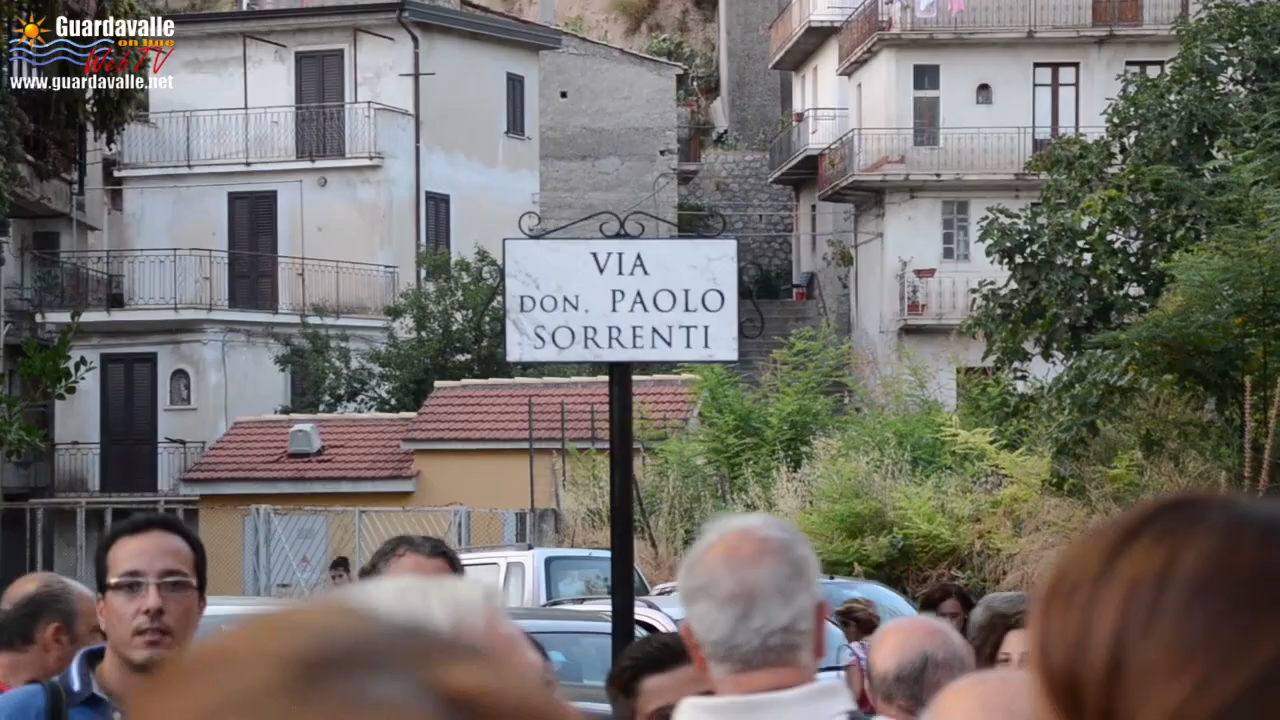 Guardavalle
on line
Web TV
www.guardavalle.net
VIA
DON. PAOLO
SORRENTI